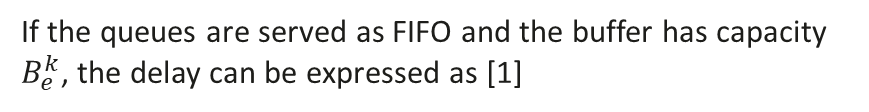 If the queues are served as FIFO and the buffer has capacity
$B_e^k$, the delay can be expressed as [1]